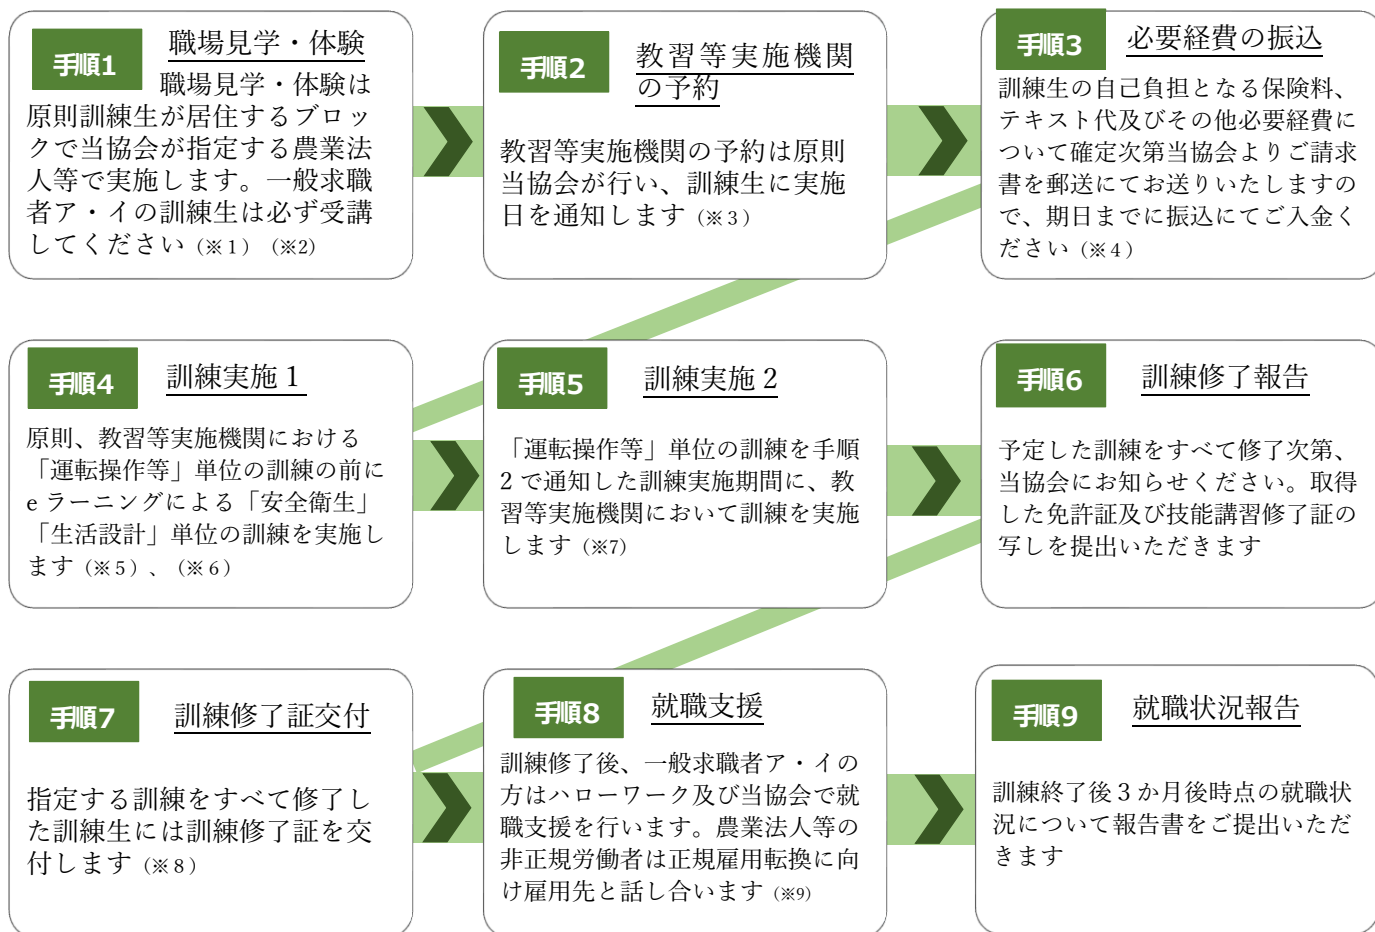 手順1
職場見学・体験
職場見学・体験は
原則訓練生が居住するブロッ
クで当協会が指定する農業法
人等で実施します。一般求職
者ア・イの訓練生は必ず受講
してください（※1）（※2）
手順2
教習等実施機関
の予約
教習等実施機関の予約は原則
当協会が行い、訓練生に実施
日を通知します（※3）
手順3
必要経費の振込
訓練生の自己負担となる保険料、
テキスト代及びその他必要経費に
ついて確定次第当協会よりご請求
書を郵送にてお送りいたしますの
で、期日までに振込にてご入金く
ださい（※4）
手順4
訓練実施1
原則、教習等実施機関における
「運転操作等」単位の訓練の前に
eラーニングによる「安全衛生」
「生活設計」単位の訓練を実施し
ます（※5）、（※6）
手順5
訓練実施2
「運転操作等」単位の訓練を手順
2で通知した訓練実施期間に、教
習等実施機関において訓練を実施
します（※7）
手順6
訓練修了報告
予定した訓練をすべて修了次第、
当協会にお知らせください。取得
した免許証及び技能講習修了証の
写しを提出いただきます
手順7
訓練修了証交付
指定する訓練をすべて修了し
た訓練生には訓練修了証を交
付します（※8）
手順8
就職支援
訓練修了後、一般求職者ア・イの
方はハローワーク及び当協会で就
職支援を行います。農業法人等の
非正規労働者は正規雇用転換に向
け雇用先と話し合います（※9）
手順9
就職状況報告
訓練終了後3か月後時点の就職状
況について報告書をご提出いただ
きます